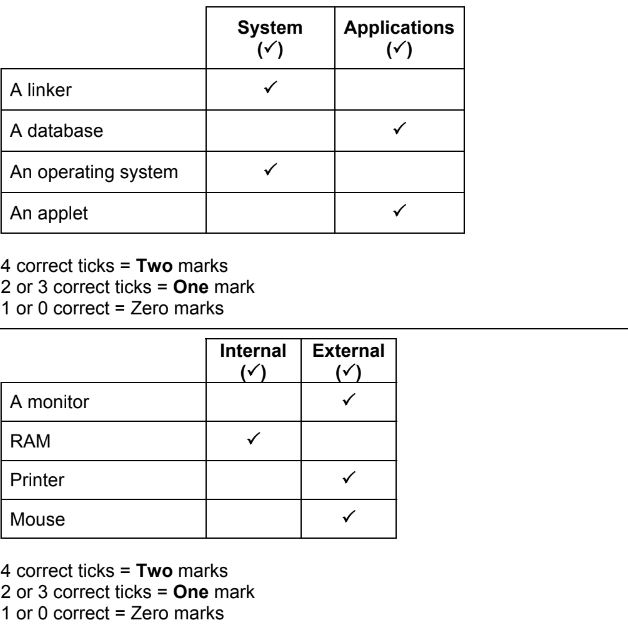 System Applications
(✓) (✓)
A linker ✓
A database ✓
An operating system ✓
An applet ✓
4 correct ticks = Two marks
2 or 3 correct ticks = One mark
1 or 0 correct = Zero marks
Internal External
(✓) (✓)
A monitor ✓
RAM ✓
Printer ✓
Mouse ✓
4 correct ticks = Two marks
2 or 3 correct ticks = One mark
1 or 0 correct = Zero marks